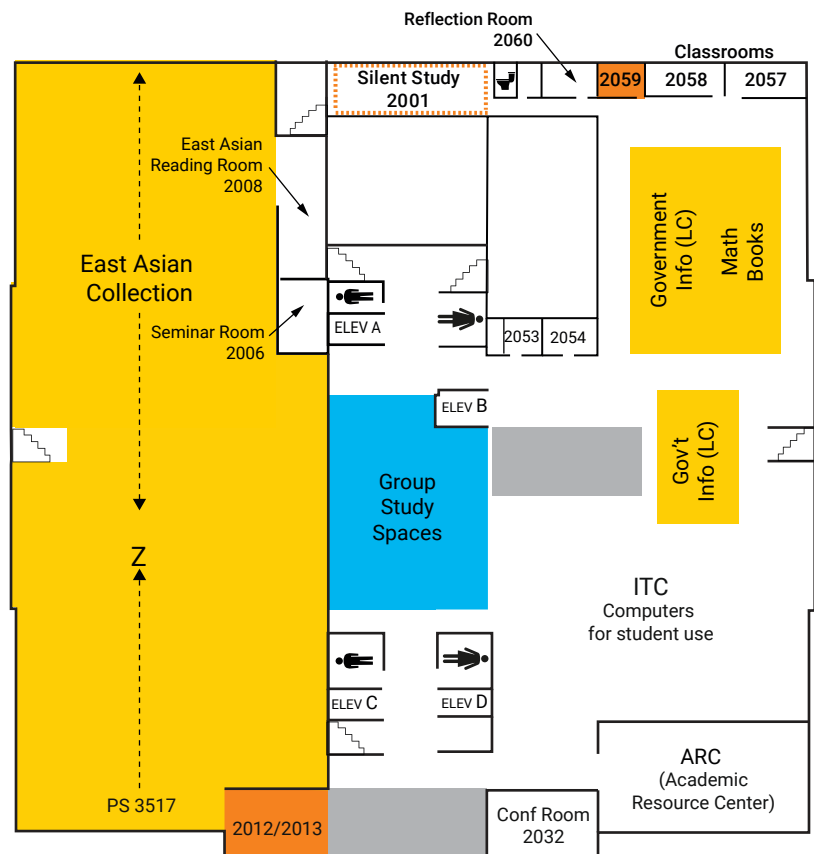 Reflection Room
2060
Classrooms
Silent Study
2001
2059
2058
2057
East Asian
Reading Room
2008
Government
Info (LC)
Math
Books
East Asian
Collection
Seminar Room
2006
ELEV A
2053
2054
ELEV B
Gov't
Info (LC)
Group
Study
Spaces
Z
ITC
Computers
for student use
ELEV C
ELEV D
ARC
(Academic
Resource Center)
PS 3517
2012/2013
Conf Room
2032